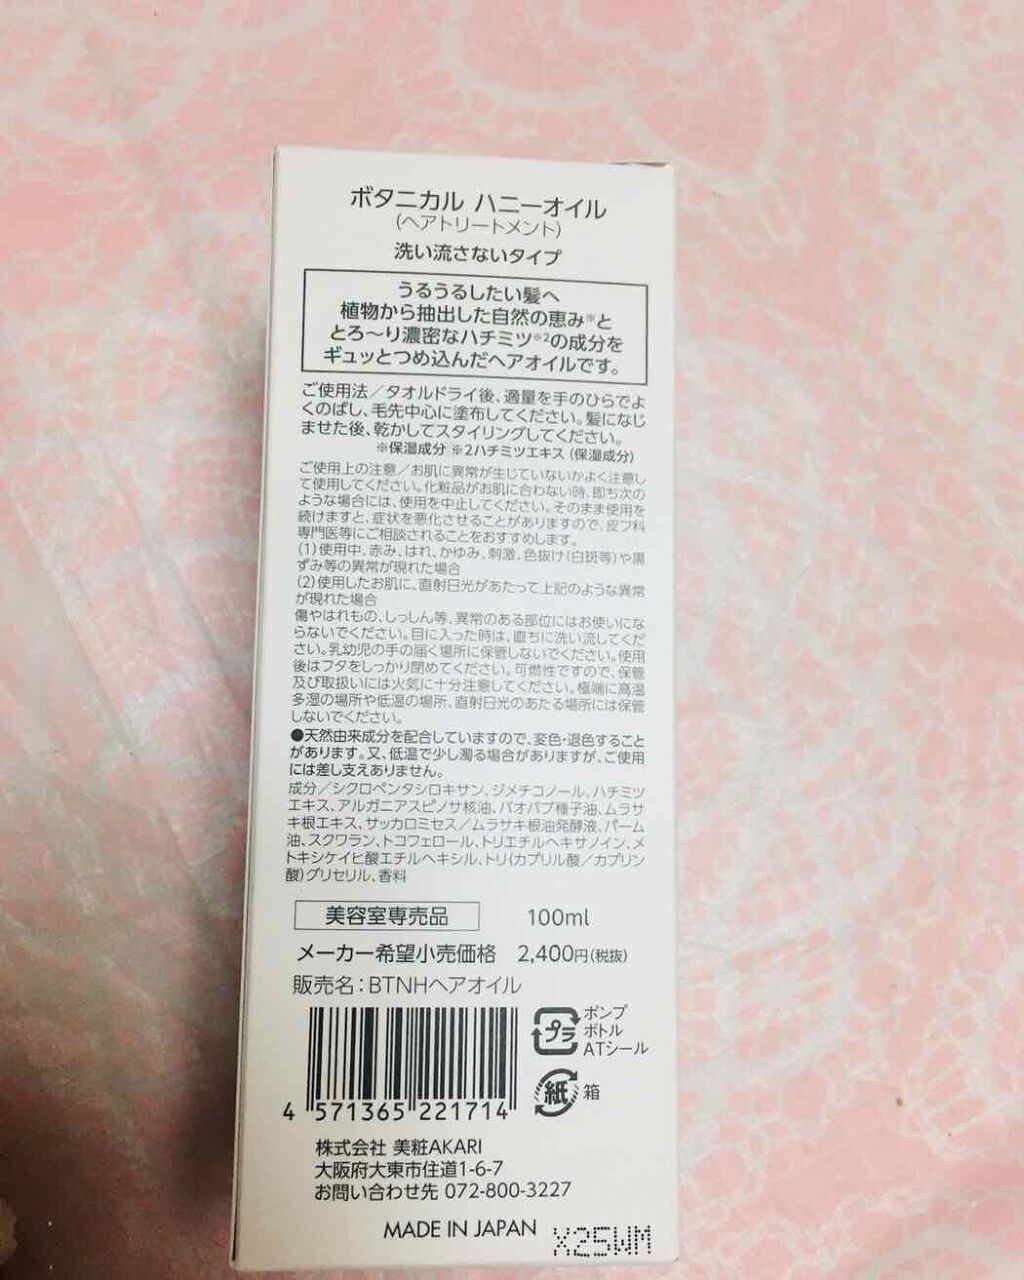 ボタニカル ハニーオイル
(ヘアトリートメント)
洗い流さないタイプ
うるうるしたい髪へ
植物から抽出した自然の恵み※と
とろ～り濃密なハチミツ※2の成分を
ギュッとつめ込んだヘアオイルです。
ご使用法／タオルドライ後、適量を手のひらでよ
くのばし、毛先中心に塗布してください。髪になじ
ませた後、乾かしてスタイリングしてください。
※保湿成分 ※2ハチミツエキス (保湿成分)
ご使用上の注意／お肌に異常が生じていないかよく注意し
て使用してください。化粧品がお肌に合わない時、即ち次の
ような場合には、使用を中止してください。そのまま使用を
続けますと、症状を悪化させることがありますので、皮フ科
専門医等にご相談されることをおすすめします。
(1)使用中、赤み、はれ、かゆみ、刺激、色抜け(白斑等)や黒
ずみ等の異常が現れた場合
(2)使用したお肌に、直射日光があたって上記のような異常
が現れた場合
傷やはれもの、しっしん等、異常のある部位にはお使いにな
らないでください。目に入った時は、直ちに洗い流してくだ
さい。乳幼児の手の届く場所に保管しないでください。使用
後はフタをしっかり閉めてください。可燃性ですので、保管
及び取扱いには火気に十分注意してください。極端に高温
多湿の場所や低温の場所、直射日光のあたる場所には保管
しないでください。
●天然由来成分を配合していますので、変色・退色すること
があります。又、低温で少し濁る場合がありますが、ご使用
には差し支えありません。
成分／シクロペンタシロキサン、ジメチコノール、ハチミツ
エキス、アルガニアスピノサ核油、バオバブ種子油、ムラサ
キ根エキス、サッカロミセス／ムラサキ根油発酵液、パーム
油、スクワラン、トコフェロール、トリエチルヘキサノイン、メ
トキシケイヒ酸エチルヘキシル、トリ(カプリル酸／カプリン
酸)グリセリル、香料
美容室専売品 100ml
メーカー希望小売価格 2,400円(税抜)
販売名：BTNHヘアオイル
プラ
ポンプ
ボトル
ATシール
紙 箱
4 571365 221714
株式会社 美粧AKARI
大阪府大東市住道1-6-7
お問い合わせ先 072-800-3227
MADE IN JAPAN
X25WM